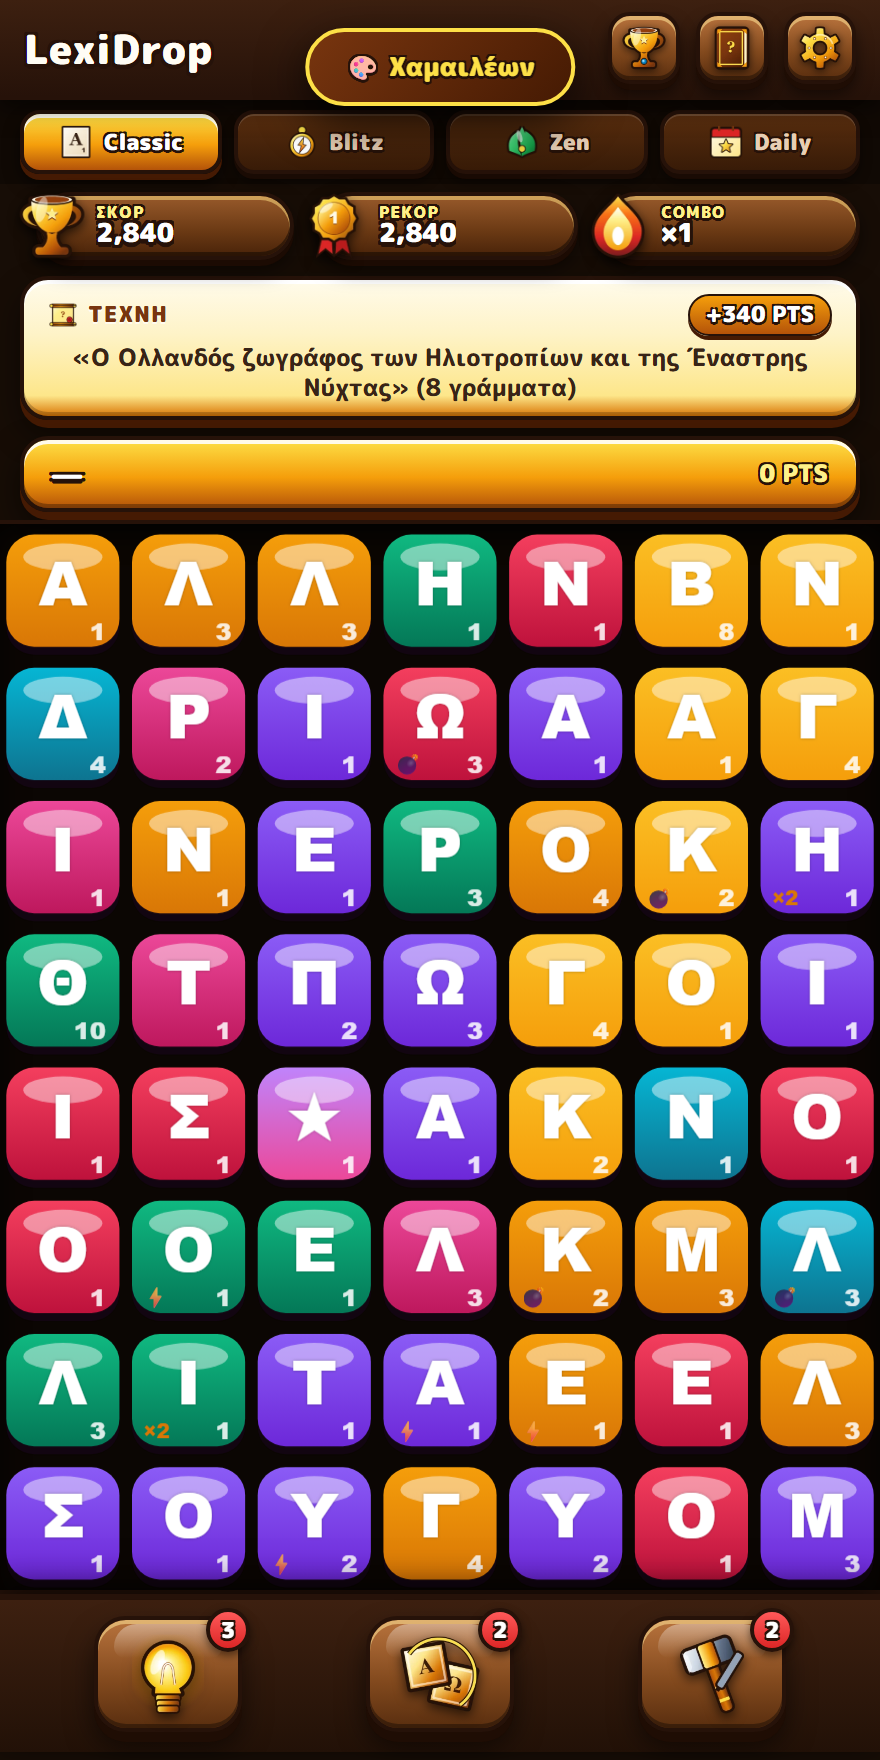 LexiDrop
Χαμαιλέων
Classic
Blitz
Zen
Daily
ΣΚΟΡ
2,840
ΡΕΚΟΡ
2,840
COMBO
×1
ΤΕΧΝΗ
+340 PTS
«Ο Ολλανδός ζωγράφος των Ηλιοτροπίων και της Έναστρης
Νύχτας» (8 γράμματα)
—
0 PTS
Α 1 Λ 3 Λ 3 Η 1 Ν 1 Β 8 Ν 1
Δ 4 Ρ 2 Ι 1 Ω 3 Α 1 Α 1 Γ 4
Ι 1 Ν 1 Ε 1 Ρ 3 Ο 4 Κ 2 Η ×2 1
Θ 10 Τ 1 Π 2 Ω 3 Γ 4 Ο 1 Ι 1
Ι 1 Σ 1 ★ 1 Α 1 Κ 2 Ν 1 Ο 1
Ο 1 Ο 1 Ε 1 Λ 3 Κ 2 Μ 3 Λ 3
Λ 3 Ι ×2 1 Τ 1 Α 1 Ε 1 Ε 1 Λ 3
Σ 1 Ο 1 Υ 2 Γ 4 Υ 2 Ο 1 Μ 3
3
2
2